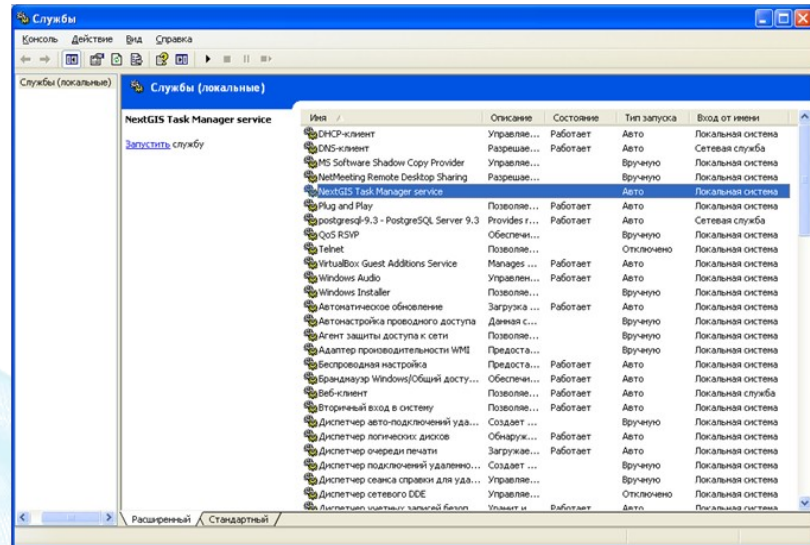 Службы
Консоль Действие Вид Справка
Службы (локальные)
Службы (локальные)
NextGIS Task Manager service
Запустить службу
Имя Описание Состояние Тип запуска Вход от имени
DHCP-клиент Управляе... Работает Авто Локальная система
DNS-клиент Разрешае... Работает Авто Сетевая служба
MS Software Shadow Copy Provider Управляе... Вручную Локальная система
NetMeeting Remote Desktop Sharing Разрешае... Вручную Локальная система
NextGIS Task Manager service Авто Локальная система
Plug and Play Позволяе... Работает Авто Локальная система
postgresql-9.3 - PostgreSQL Server 9.3 Provides r... Работает Авто Сетевая служба
QoS RSVP Обеспечи... Вручную Локальная система
Telnet Позволяе... Отключено Локальная система
VirtualBox Guest Additions Service Manages ... Работает Авто Локальная система
Windows Audio Управлен... Работает Авто Локальная система
Windows Installer Позволяе... Вручную Локальная система
Автоматическое обновление Загрузка ... Работает Авто Локальная система
Автонастройка проводного доступа Данная с... Вручную Локальная система
Агент защиты доступа к сети Позволяе... Вручную Локальная система
Адаптер производительности WMI Предоста... Вручную Локальная система
Беспроводная настройка Предоста... Работает Авто Локальная система
Брандмауэр Windows/Общий досту... Обеспечи... Работает Авто Локальная система
Веб-клиент Позволяе... Работает Авто Локальная служба
Вторичный вход в систему Позволяе... Работает Авто Локальная система
Диспетчер авто-подключений уда... Создает ... Вручную Локальная система
Диспетчер логических дисков Обнаруж... Работает Авто Локальная система
Диспетчер очереди печати Загружае... Работает Авто Локальная система
Диспетчер подключений удаленно... Создает ... Вручную Локальная система
Диспетчер сеанса справки для уда... Управляе... Вручную Локальная система
Диспетчер сетевого DDE Управляе... Отключено Локальная система
Диспетчер учетных записей безоп... Хранит и... Работает Авто Локальная система
Расширенный Стандартный